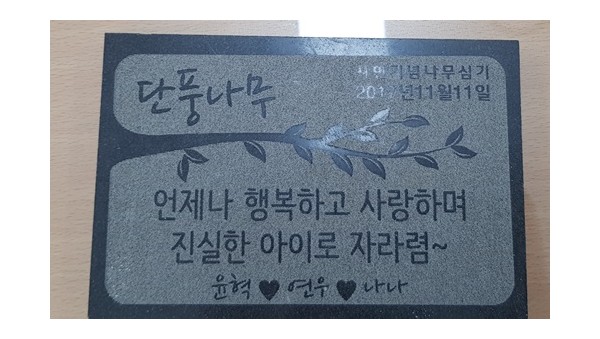 단풍나무
기념나무심기
11월11일
언제나 행복하고 사랑하며
진실한 아이로 자라렴~
윤혁♥연우♥나나